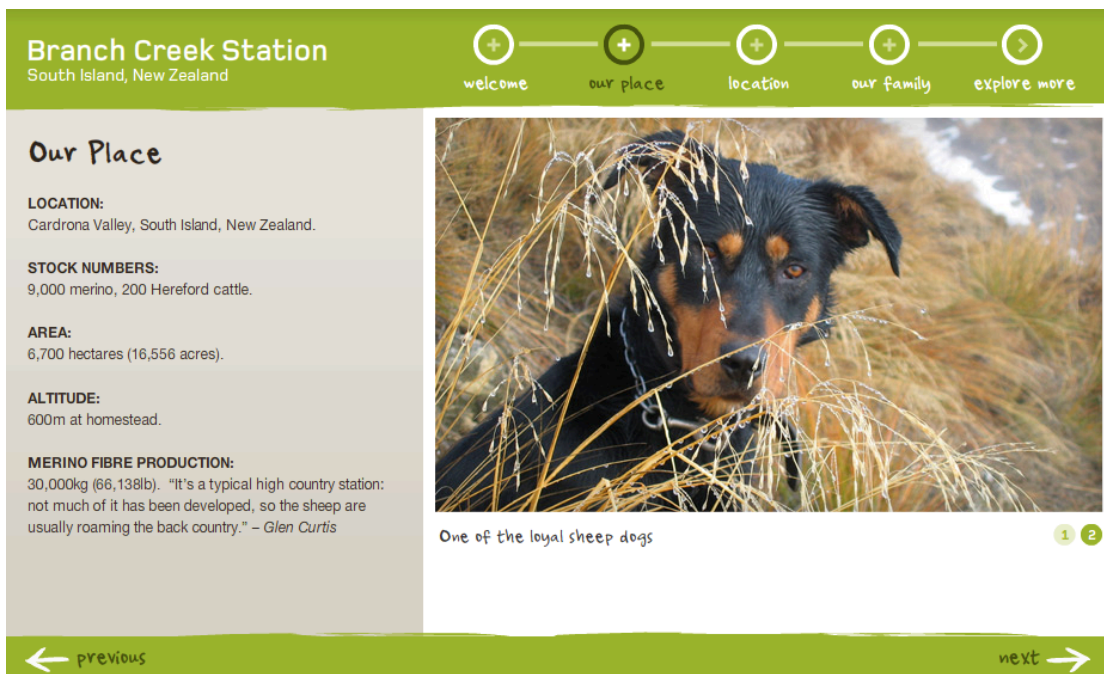 Branch Creek Station
South Island, New Zealand
welcome
our place
location
our family
explore more
Our Place
LOCATION:
Cardrona Valley, South Island, New Zealand.
STOCK NUMBERS:
9,000 merino, 200 Hereford cattle.
AREA:
6,700 hectares (16,556 acres).
ALTITUDE:
600m at homestead.
MERINO FIBRE PRODUCTION:
30,000kg (66,138lb).  “It’s a typical high country station:
not much of it has been developed, so the sheep are
usually roaming the back country.” – Glen Curtis
One of the loyal sheep dogs
1
2
previous
next